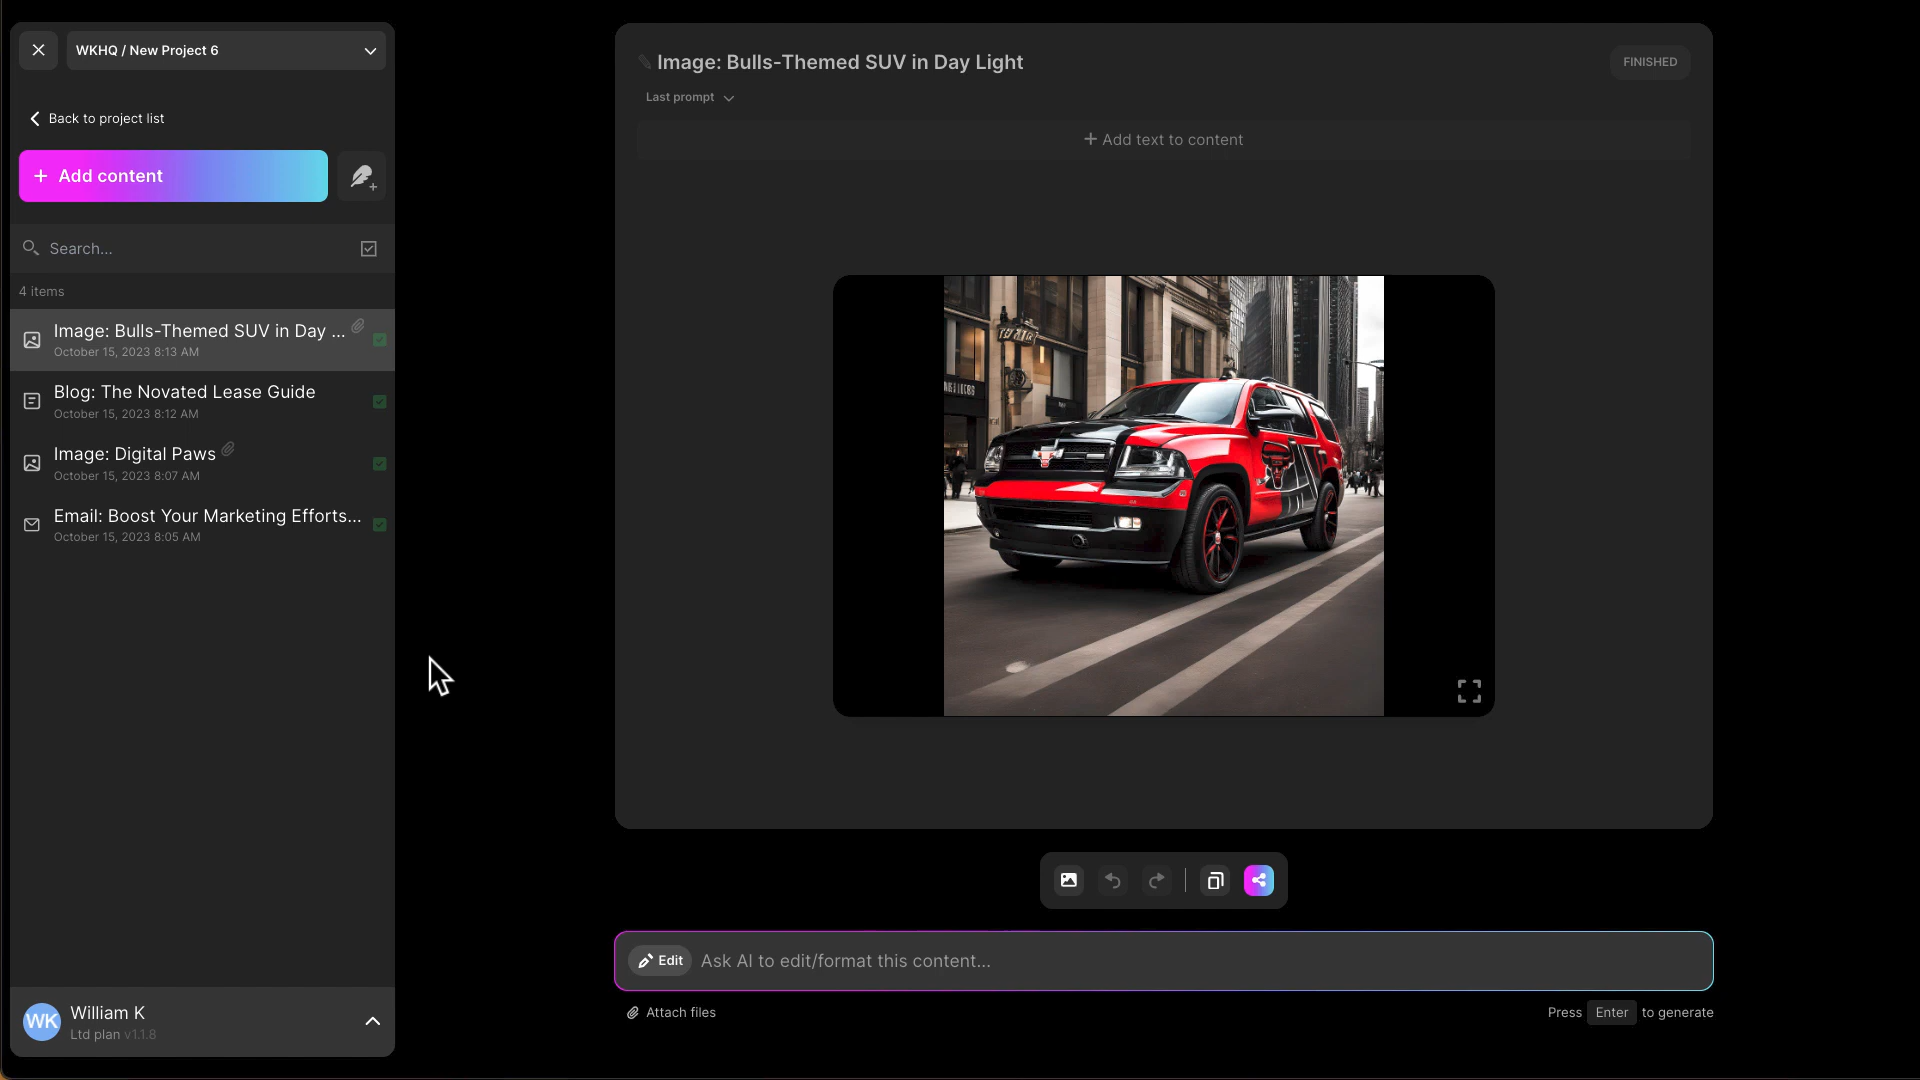 WKHQ / New Project 6
Back to project list
+ Add content
Search...
4 items
Image: Bulls-Themed SUV in Day ...
October 15, 2023 8:13 AM
Blog: The Novated Lease Guide
October 15, 2023 8:12 AM
Image: Digital Paws
October 15, 2023 8:07 AM
Email: Boost Your Marketing Efforts...
October 15, 2023 8:05 AM
WK
William K
Ltd plan v1.1.8
Image: Bulls-Themed SUV in Day Light
FINISHED
Last prompt
+ Add text to content
Edit
Ask AI to edit/format this content...
Attach files
Press Enter to generate